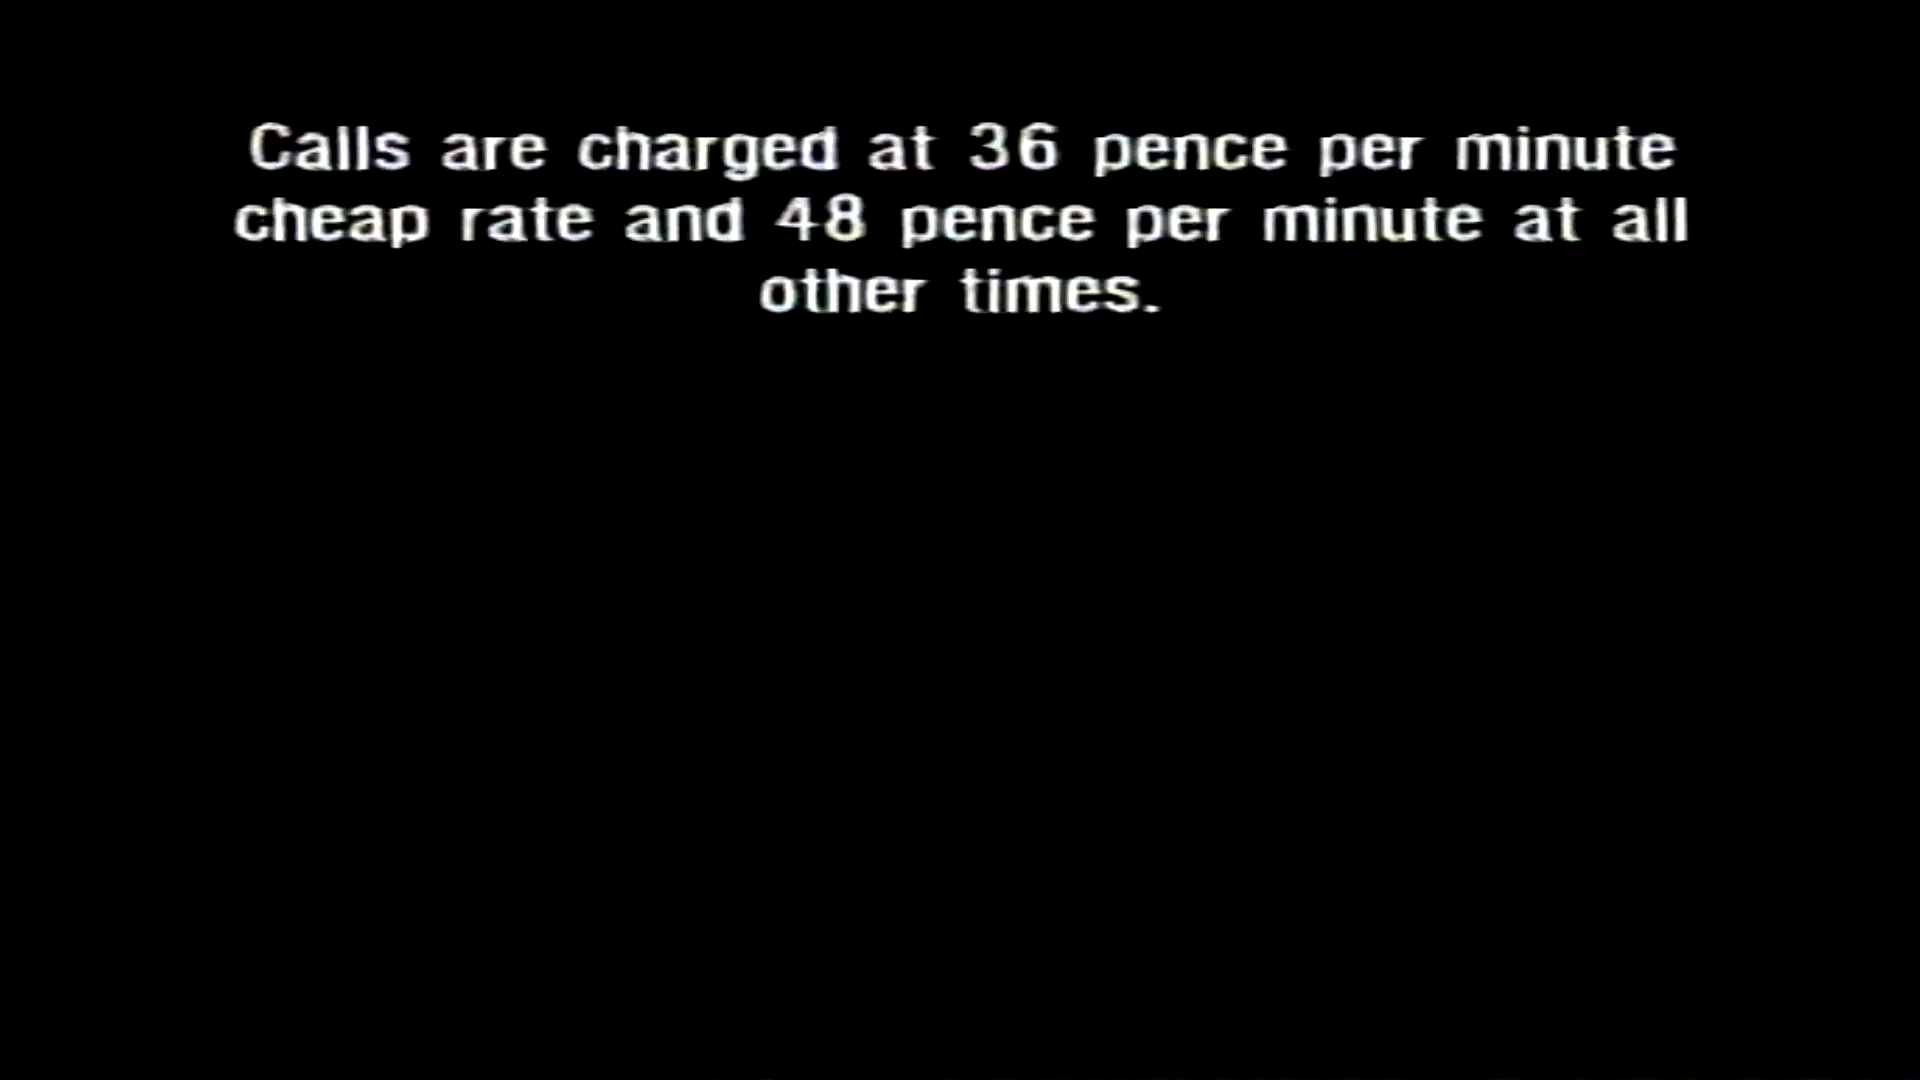 Calls are charged at 36 pence per minute
cheap rate and 48 pence per minute at all
other times.